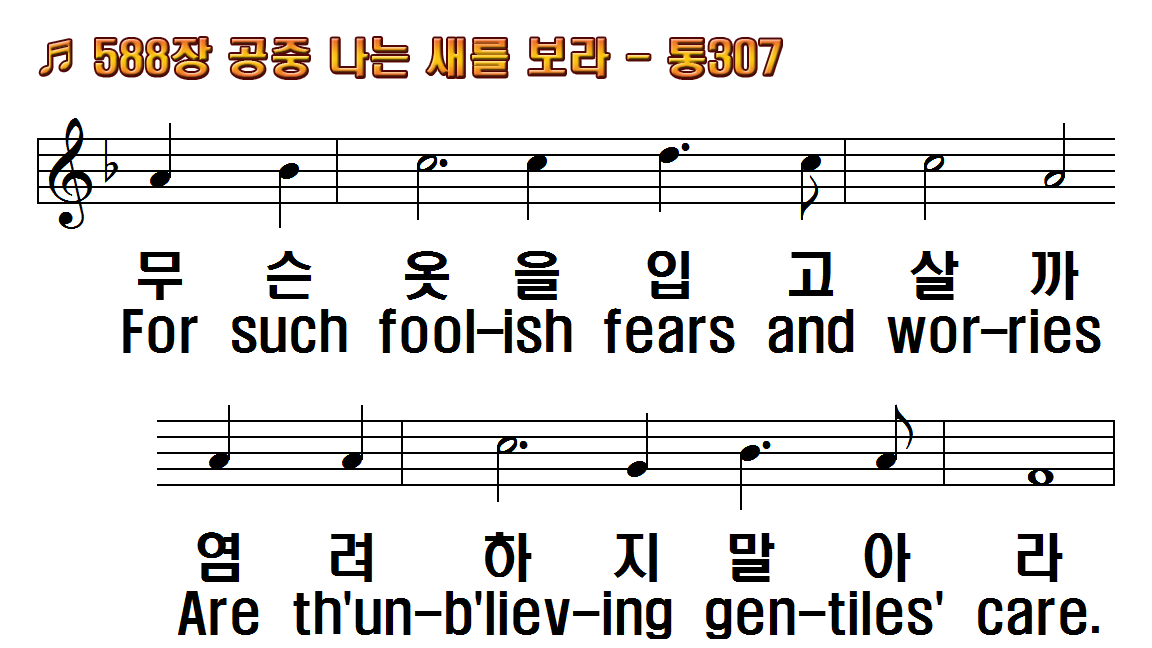 ♬ 588장 공중 나는 새를 보라 - 통307
무 슨 옷 을 입 고 살 까
For such fool-ish fears and wor-ries
염 려 하 지 말 아 라
Are th'un-b'liev-ing gen-tiles' care.